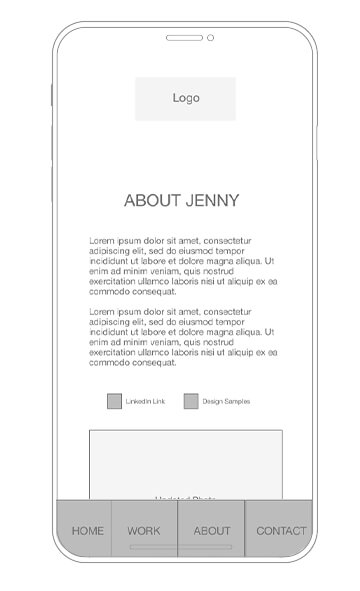 Logo
ABOUT JENNY
Lorem ipsum dolor sit amet, consectetur
adipiscing elit, sed do eiusmod tempor
incididunt ut labore et dolore magna aliqua. Ut
enim ad minim veniam, quis nostrud
exercitation ullamco laboris nisi ut aliquip ex ea
commodo consequat.
Lorem ipsum dolor sit amet, consectetur
adipiscing elit, sed do eiusmod tempor
incididunt ut labore et dolore magna aliqua. Ut
enim ad minim veniam, quis nostrud
exercitation ullamco laboris nisi ut aliquip ex ea
commodo consequat.
LinkedIn Link Design Samples
Updated Photo
HOME WORK ABOUT CONTACT